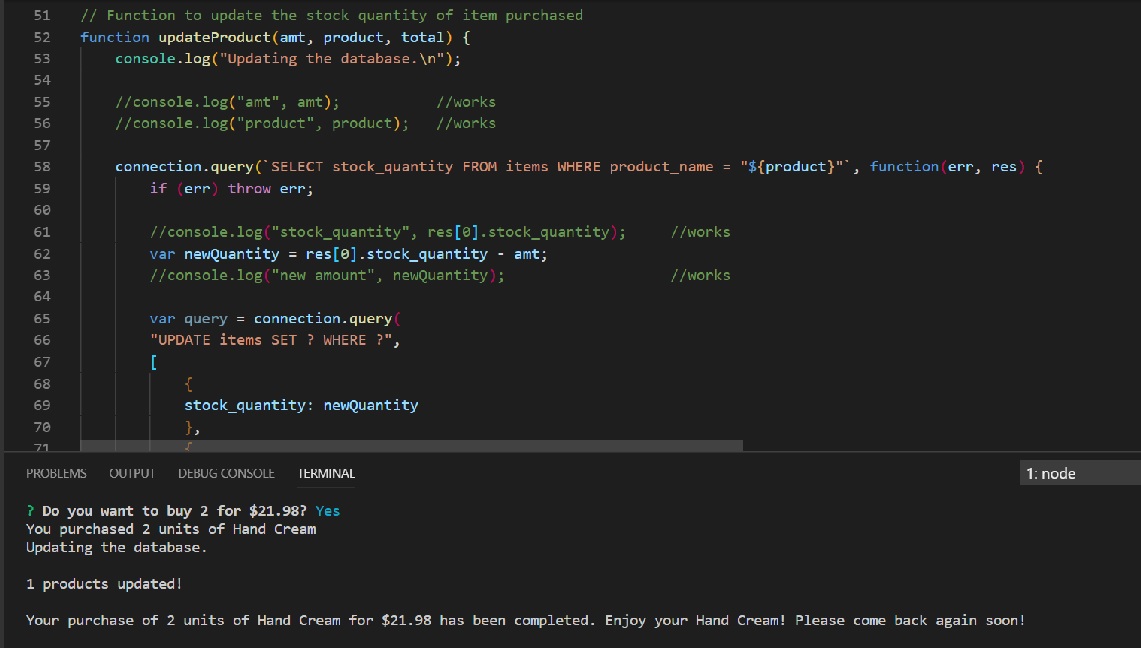 51 // Function to update the stock quantity of item purchased
52 function updateProduct(amt, product, total) {
53 console.log("Updating the database.\n");
54
55 //console.log("amt", amt); //works
56 //console.log("product", product); //works
57
58 connection.query(`SELECT stock_quantity FROM items WHERE product_name = "${product}"`, function(err, res) {
59 if (err) throw err;
60
61 //console.log("stock_quantity", res[0].stock_quantity); //works
62 var newQuantity = res[0].stock_quantity - amt;
63 //console.log("new amount", newQuantity); //works
64
65 var query = connection.query(
66 "UPDATE items SET ? WHERE ?",
67 [
68 {
69 stock_quantity: newQuantity
70 },
71 {
PROBLEMS OUTPUT DEBUG CONSOLE TERMINAL 1: node
? Do you want to buy 2 for $21.98? Yes
You purchased 2 units of Hand Cream
Updating the database.
1 products updated!
Your purchase of 2 units of Hand Cream for $21.98 has been completed. Enjoy your Hand Cream! Please come back again soon!